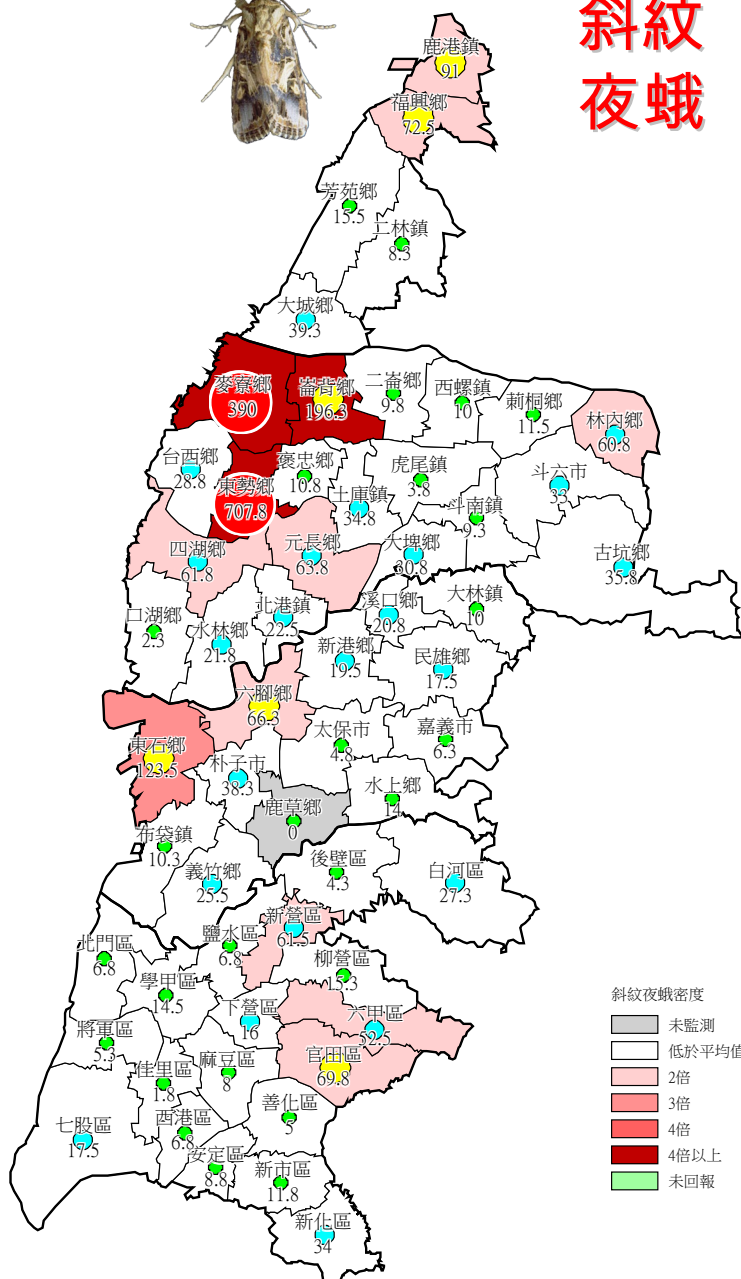 斜紋
夜蛾
鹿港鎮
91
福興鄉
72.5
芳苑鄉
15.5
二林鎮
8.3
大城鄉
39.3
麥寮鄉
390
崙背鄉
196.3
二崙鄉
9.8
西螺鎮
10
莿桐鄉
11.5
林內鄉
60.8
台西鄉
28.8
褒忠鄉
10.8
虎尾鎮
3.8
斗六市
33
東勢鄉
707.8
土庫鎮
34.8
斗南鎮
9.3
四湖鄉
61.8
元長鄉
63.8
大埤鄉
30.8
古坑鄉
35.8
口湖鄉
2.3
水林鄉
21.8
北港鎮
22.5
溪口鄉
20.8
大林鎮
10
新港鄉
19.5
民雄鄉
17.5
六腳鄉
66.3
東石鄉
123.5
朴子市
38.3
太保市
4.8
嘉義市
6.3
鹿草鄉
0
水上鄉
14
布袋鎮
10.3
義竹鄉
25.5
後壁區
4.3
白河區
27.3
新營區
61.5
鹽水區
6.8
北門區
6.8
柳營區
15.3
學甲區
14.5
下營區
16
六甲區
52.5
將軍區
5.3
佳里區
1.8
麻豆區
8
官田區
69.8
七股區
17.5
西港區
6.8
善化區
5
安定區
8.8
新市區
11.8
新化區
34
斜紋夜蛾密度
未監測
低於平均值
2倍
3倍
4倍
4倍以上
未回報